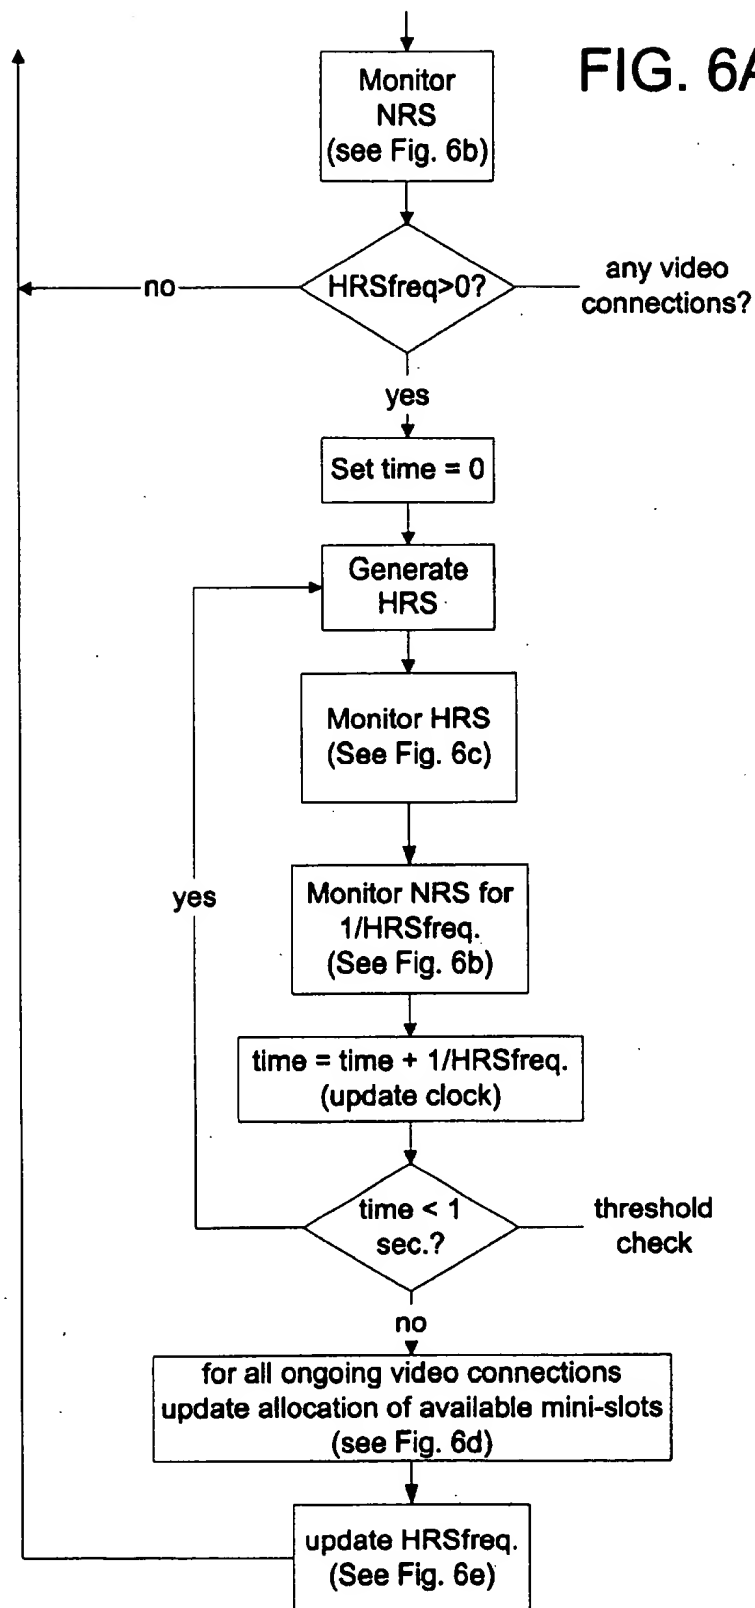 FIG. 6A
Monitor
NRS
(see Fig. 6b)
HRSfreq>0?
any video
connections?
no
yes
Set time = 0
Generate
HRS
Monitor HRS
(See Fig. 6c)
Monitor NRS for
1/HRSfreq.
(See Fig. 6b)
yes
time = time + 1/HRSfreq.
(update clock)
time < 1
sec.?
threshold
check
no
for all ongoing video connections
update allocation of available mini-slots
(see Fig. 6d)
update HRSfreq.
(See Fig. 6e)